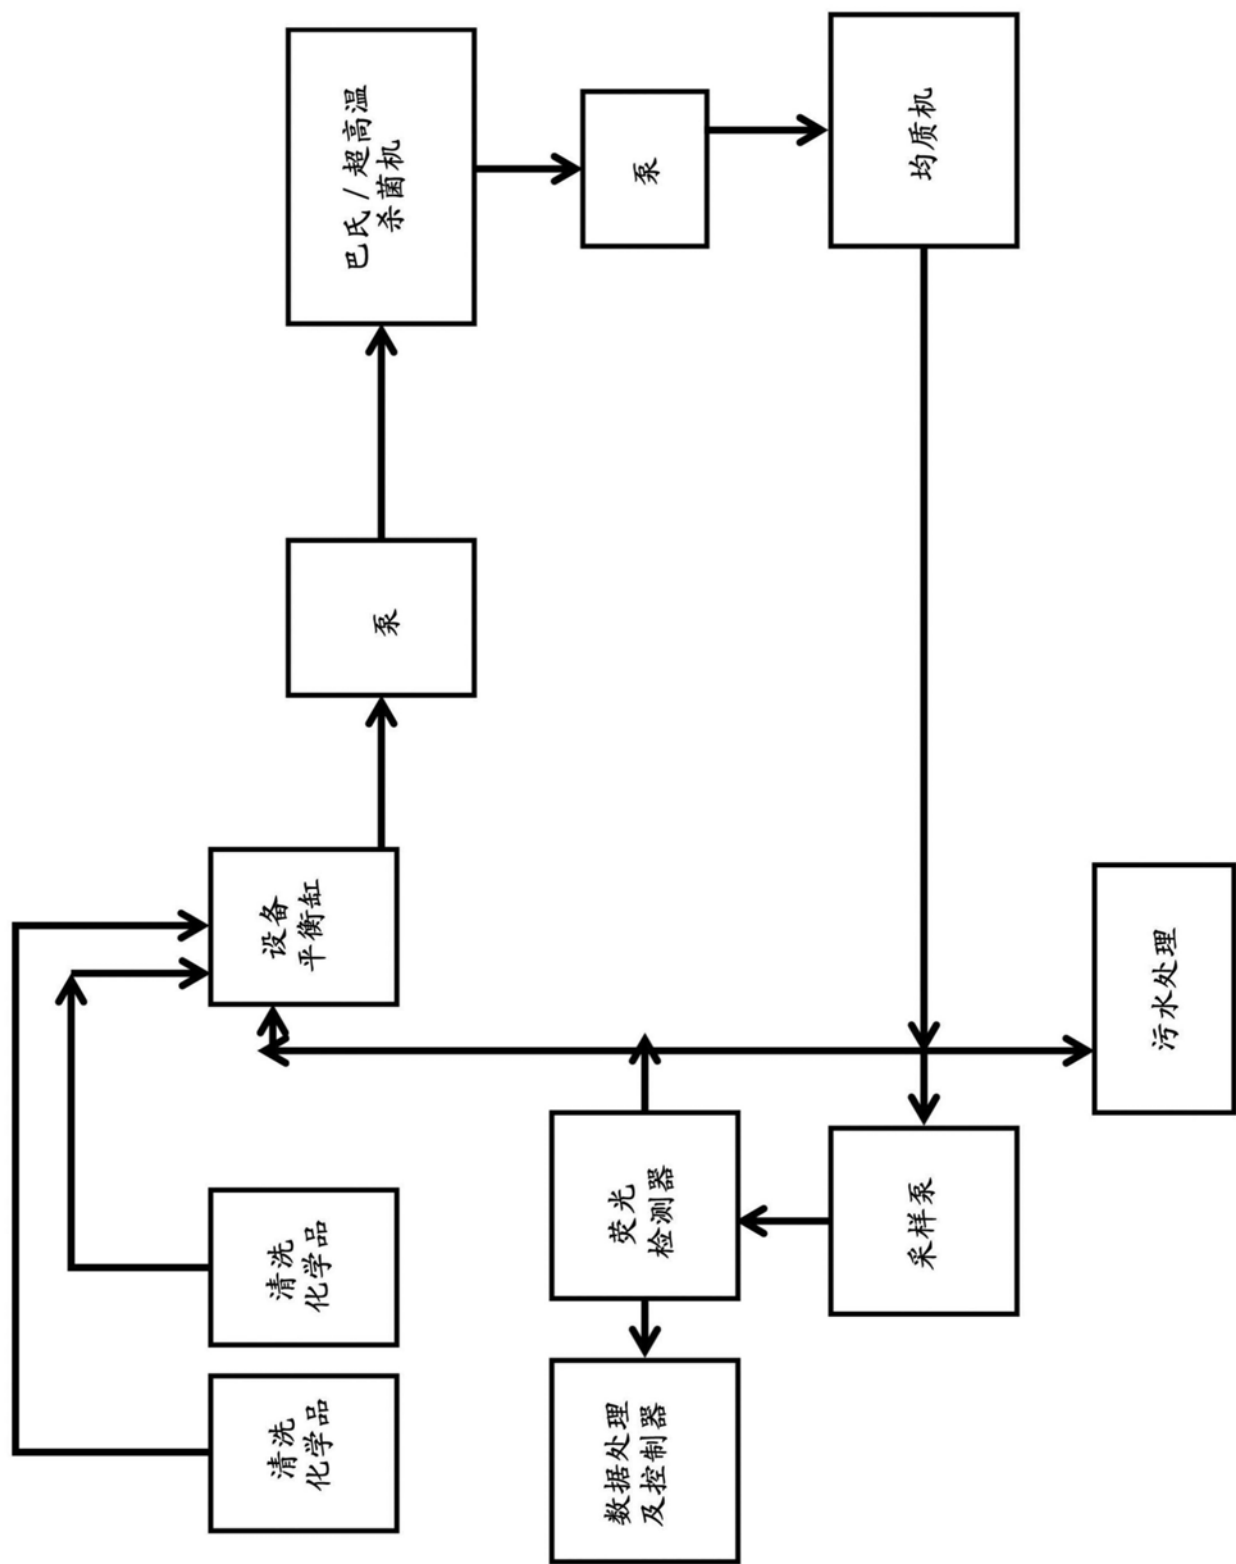 清洗
化学品
清洗
化学品
设备
平衡缸
泵
巴氏/超高温
杀菌机
数据处理
及控制器
荧光
检测器
泵
采样泵
均质机
污水处理